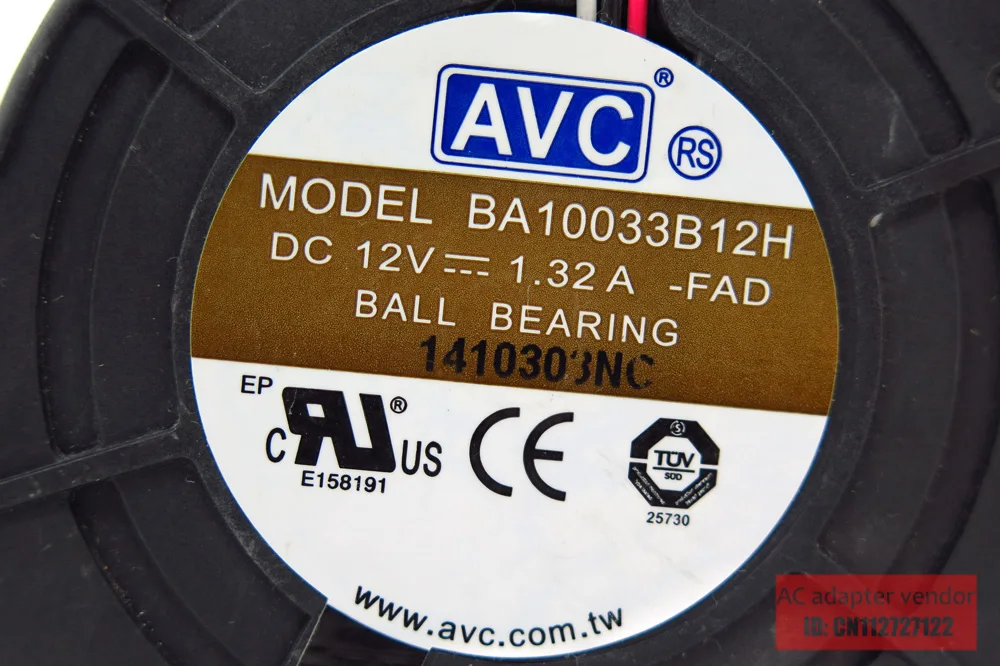 AVC ®
RS
MODEL BA10033B12H
DC 12V 1.32 A -FAD
BALL BEARING
EP
C RU US ®
E158191
CE
TÜV
SÜD
25730
www.avc.com.tw
AC adapter vendor
ID: CN112727122